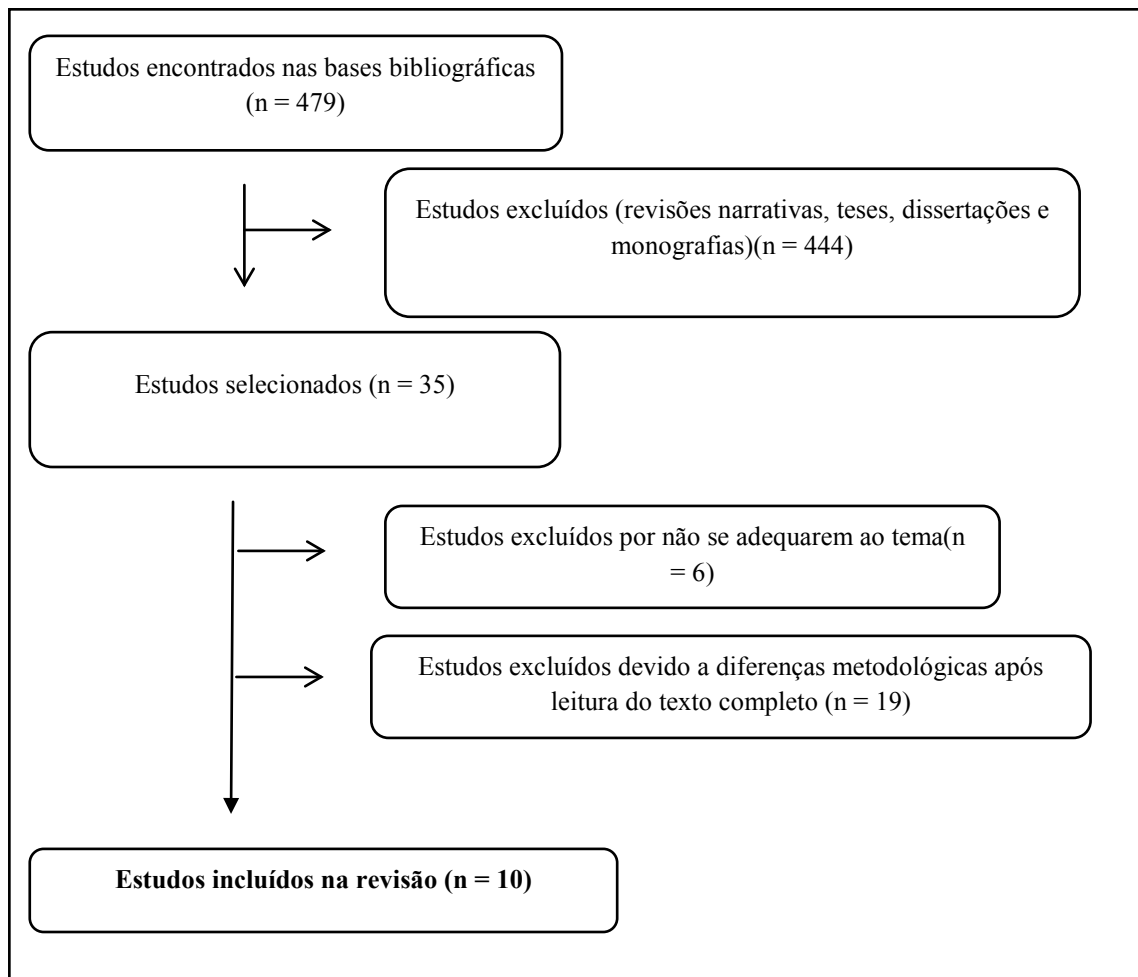 Estudos encontrados nas bases bibliográficas
(n = 479)
Estudos excluídos (revisões narrativas, teses, dissertações e
monografias)(n = 444)
Estudos selecionados (n = 35)
Estudos excluídos por não se adequarem ao tema(n
= 6)
Estudos excluídos devido a diferenças metodológicas após
leitura do texto completo (n = 19)
Estudos incluídos na revisão (n = 10)